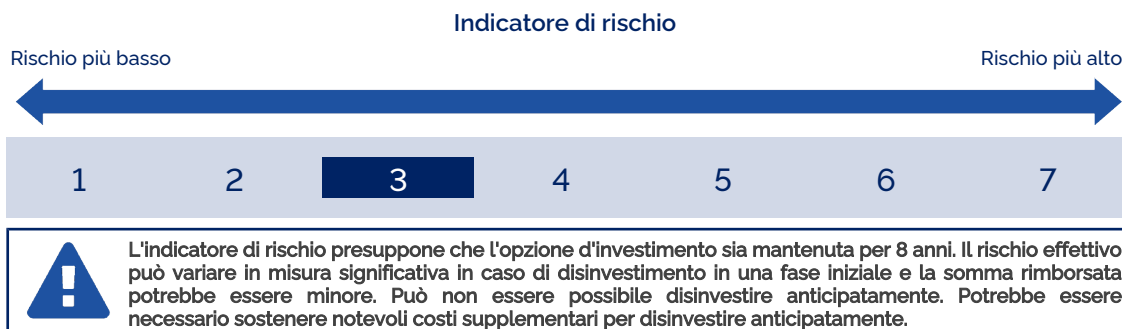 Indicatore di rischio
Rischio più basso Rischio più alto
1 2 3 4 5 6 7
L'indicatore di rischio presuppone che l'opzione d'investimento sia mantenuta per 8 anni. Il rischio effettivo
può variare in misura significativa in caso di disinvestimento in una fase iniziale e la somma rimborsata
potrebbe essere minore. Può non essere possibile disinvestire anticipatamente. Potrebbe essere
necessario sostenere notevoli costi supplementari per disinvestire anticipatamente.